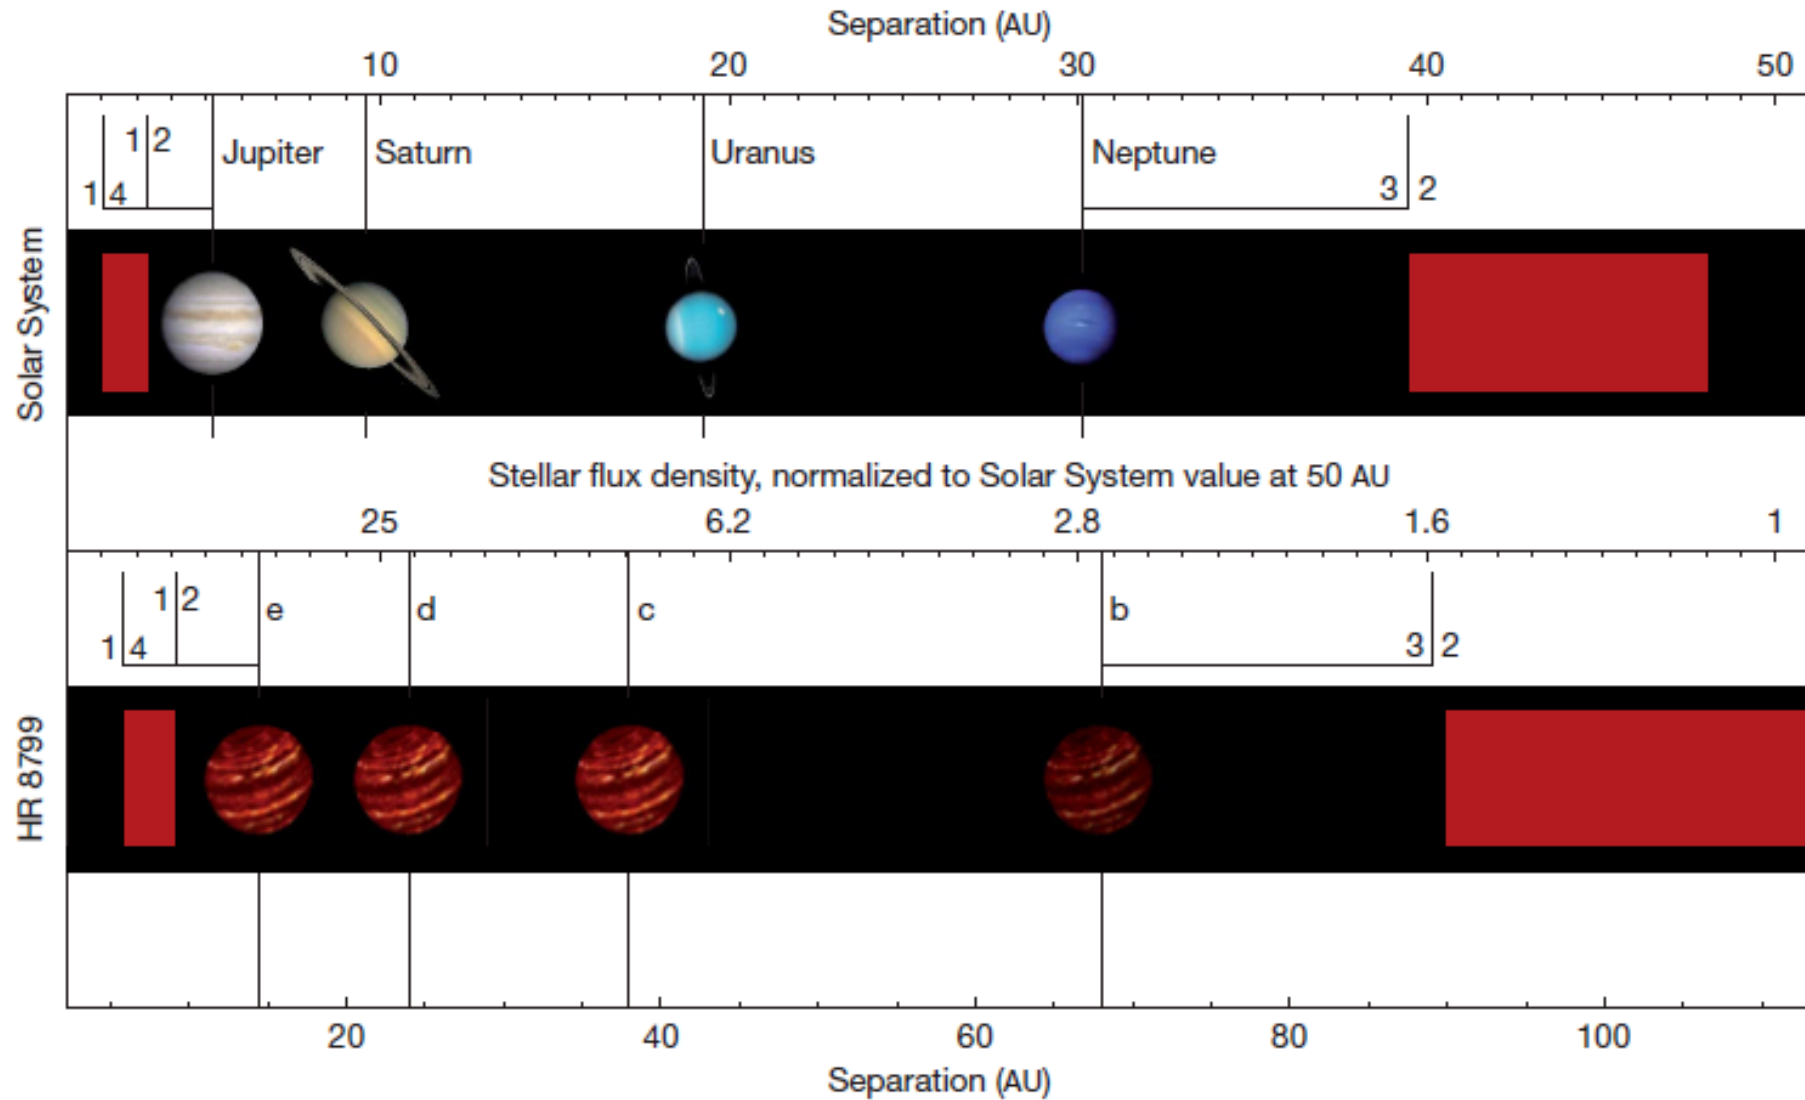 Separation (AU)
10 20 30 40 50
1 2 Jupiter Saturn Uranus Neptune
1 4 3 2
Solar System
Stellar flux density, normalized to Solar System value at 50 AU
25 6.2 2.8 1.6 1
1 2 e d c b
1 4 3 2
HR 8799
20 40 60 80 100
Separation (AU)